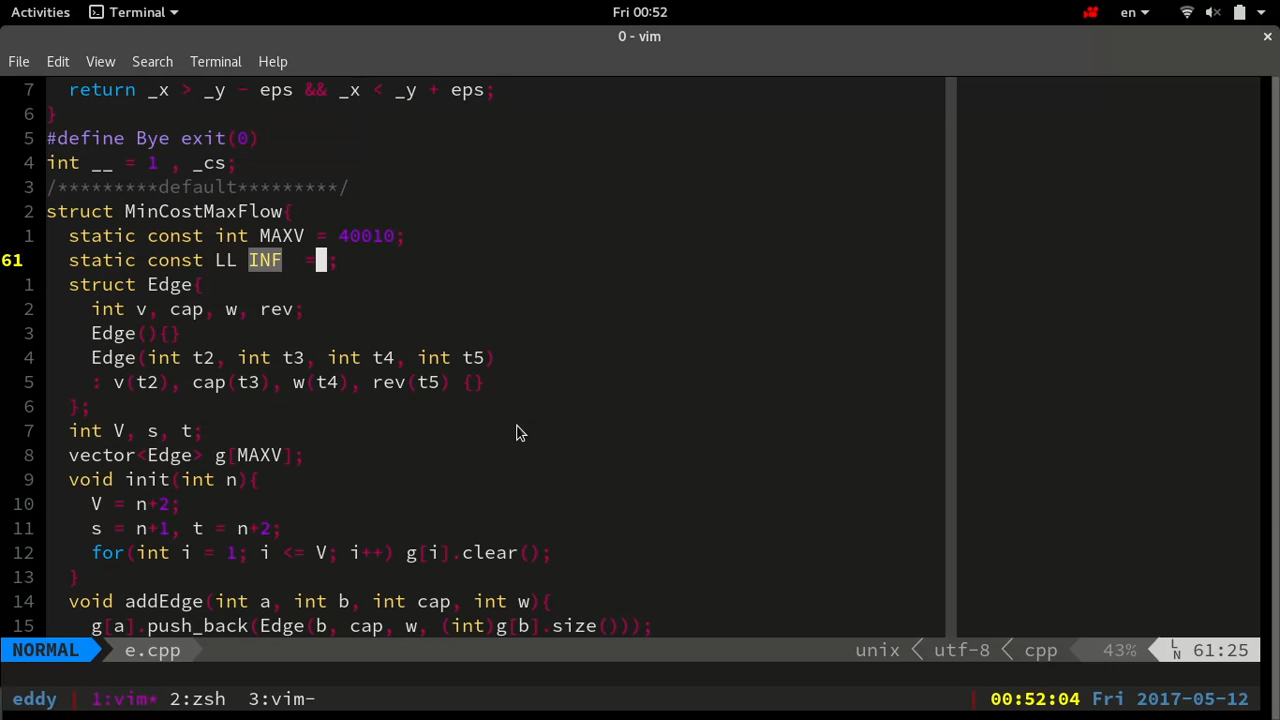 Activities Terminal Fri 00:52 en
0 - vim ×
File Edit View Search Terminal Help
7 return _x > _y - eps && _x < _y + eps;
6 }
5 #define Bye exit(0)
4 int __ = 1 , _cs;
3 /*********default*********/
2 struct MinCostMaxFlow{
1 static const int MAXV = 40010;
61 static const LL INF = ;
1 struct Edge{
2 int v, cap, w, rev;
3 Edge(){}
4 Edge(int t2, int t3, int t4, int t5)
5 : v(t2), cap(t3), w(t4), rev(t5) {}
6 };
7 int V, s, t;
8 vector<Edge> g[MAXV];
9 void init(int n){
10 V = n+2;
11 s = n+1, t = n+2;
12 for(int i = 1; i <= V; i++) g[i].clear();
13 }
14 void addEdge(int a, int b, int cap, int w){
15 g[a].push_back(Edge(b, cap, w, (int)g[b].size()));
NORMAL e.cpp unix utf-8 cpp 43% LN 61:25
eddy | 1:vim* 2:zsh 3:vim- | 00:52:04 Fri 2017-05-12